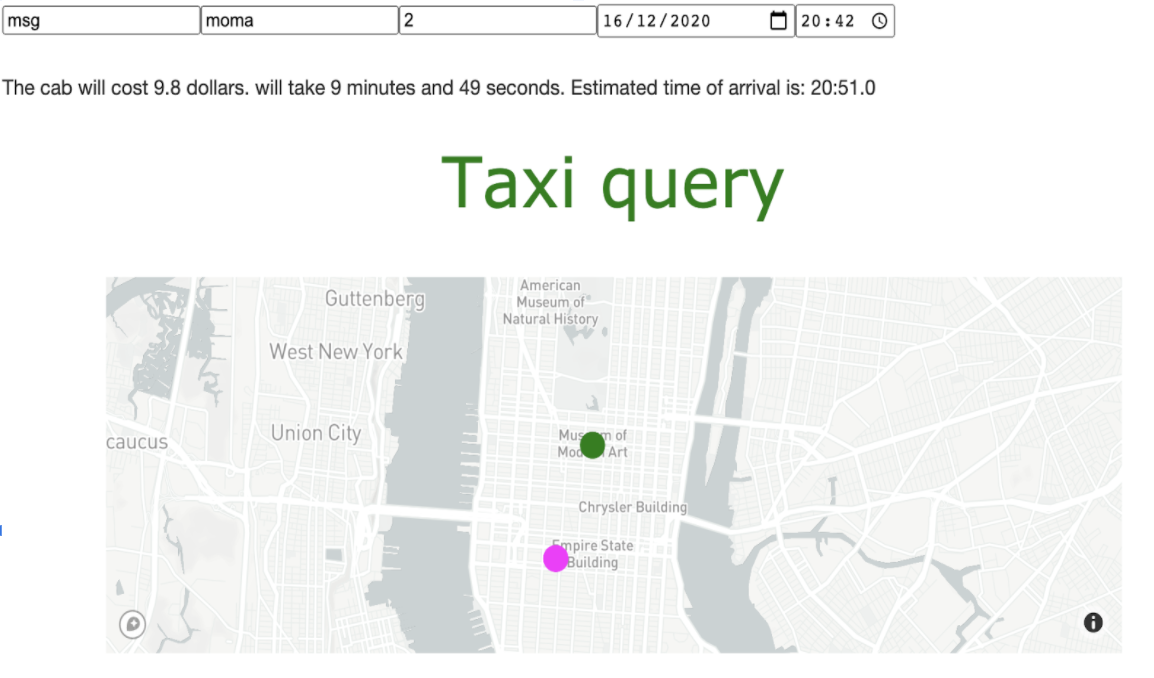 msg moma 2 16/12/2020 20:42
The cab will cost 9.8 dollars. will take 9 minutes and 49 seconds. Estimated time of arrival is: 20:51.0
Taxi query
American
Museum of
Natural History
Guttenberg
West New York
Union City
caucus
Museum of
Modern Art
Chrysler Building
Empire State
Building